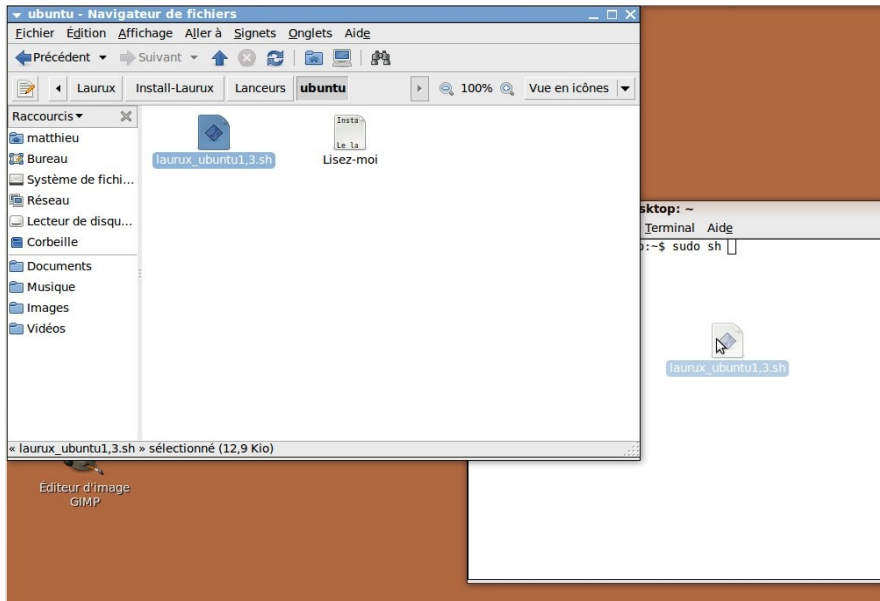 ubuntu - Navigateur de fichiers
Fichier Édition Affichage Aller à Signets Onglets Aide
Précédent Suivant
Laurux Install-Laurux Lanceurs ubuntu 100% Vue en icônes
Raccourcis
matthieu
Bureau
Système de fichi...
Réseau
Lecteur de disqu...
Corbeille
Documents
Musique
Images
Vidéos
laurux_ubuntu1,3.sh
Insta
Le la
Lisez-moi
« laurux_ubuntu1,3.sh » sélectionné (12,9 Kio)
sktop: ~
Terminal Aide
:~$ sudo sh
laurux_ubuntu1,3.sh
Éditeur d'image
GIMP